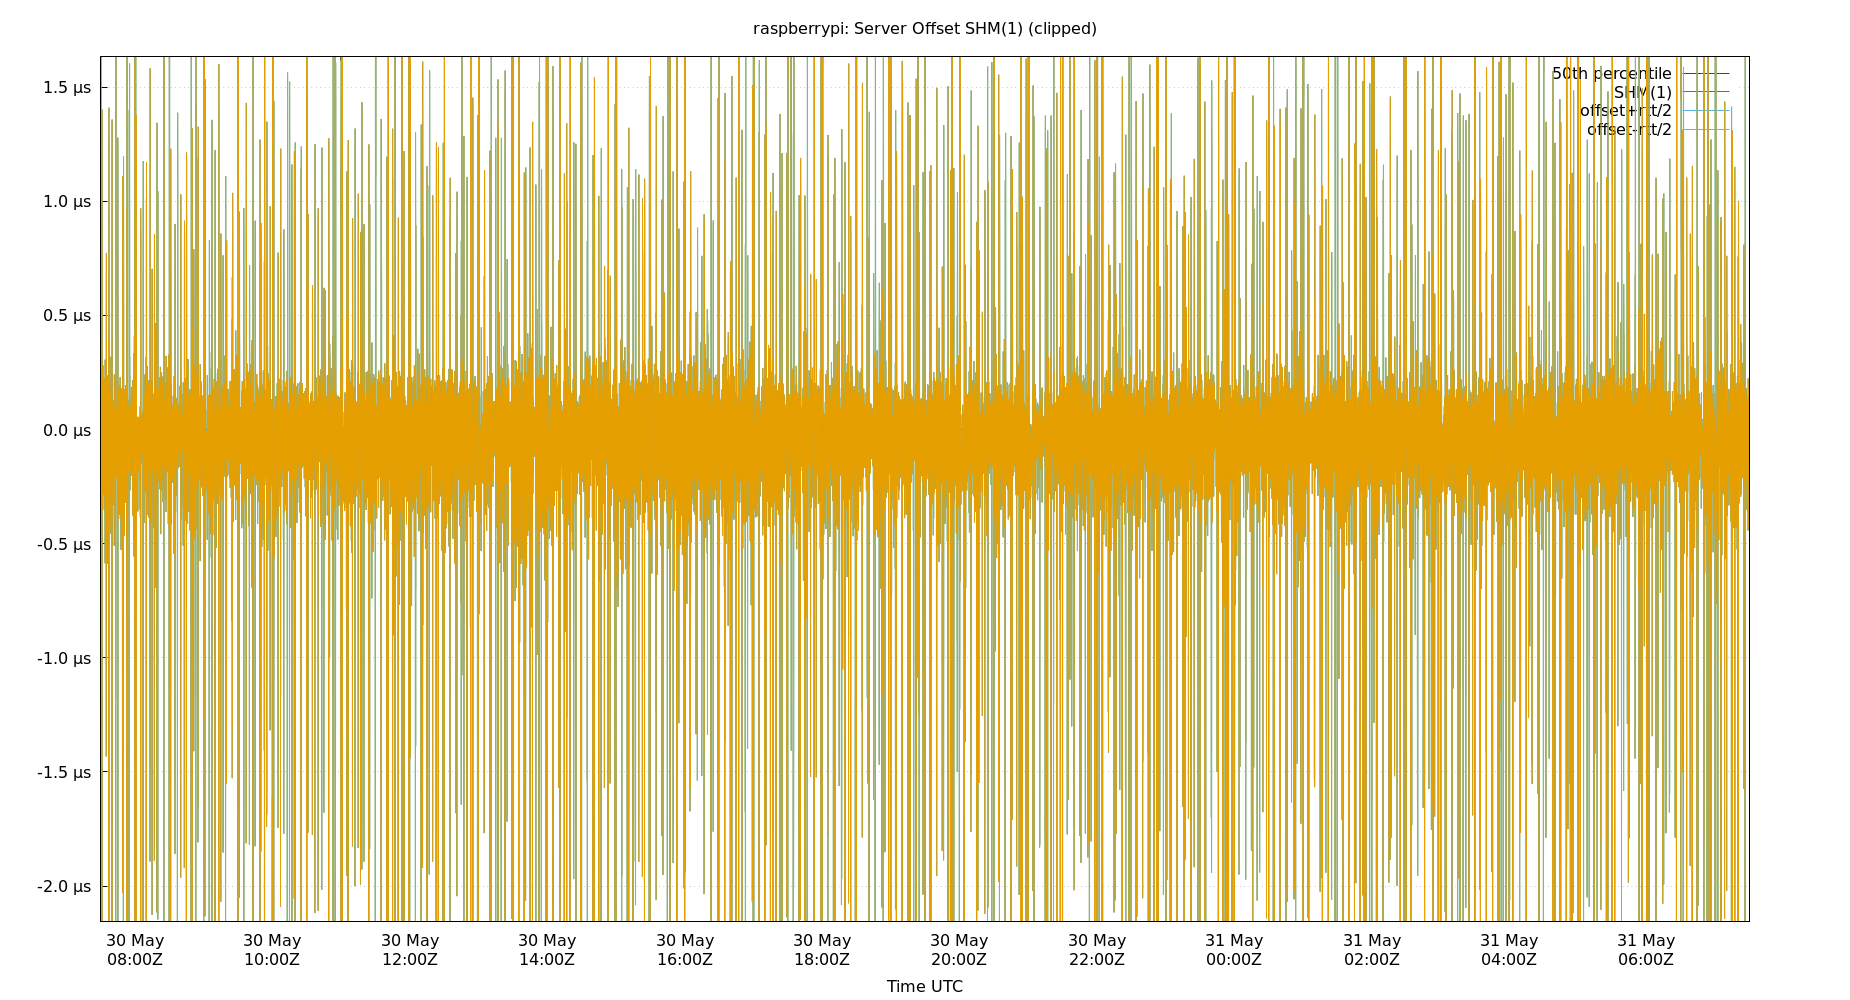 raspberrypi: Server Offset SHM(1) (clipped)
50th percentile
SHM(1)
offset+rtt/2
offset-rtt/2
1.5 µs
1.0 µs
0.5 µs
0.0 µs
-0.5 µs
-1.0 µs
-1.5 µs
-2.0 µs
30 May 30 May 30 May 30 May 30 May 30 May 30 May 30 May 31 May 31 May 31 May 31 May
08:00Z 10:00Z 12:00Z 14:00Z 16:00Z 18:00Z 20:00Z 22:00Z 00:00Z 02:00Z 04:00Z 06:00Z
Time UTC